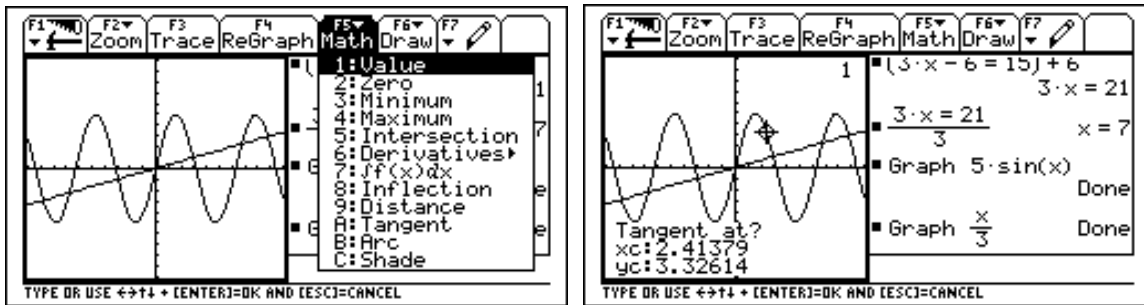 F1 F2 F3 F4 F5 F6 F7
Zoom Trace ReGraph Math Draw
1:Value
2:Zero
3:Minimum
4:Maximum
5:Intersection
6:Derivatives▸
7:∫f(x)dx
8:Inflection
9:Distance
A:Tangent
B:Arc
C:Shade
TYPE OR USE ←→↑↓ + [ENTER]=OK AND [ESC]=CANCEL
F1 F2 F3 F4 F5 F6 F7
Zoom Trace ReGraph Math Draw
1
(3·x − 6 = 15) + 6
3·x = 21
3·x = 21
3
x = 7
Graph 5·sin(x)
Done
Graph x/3
Done
Tangent at?
xc:2.41379
yc:3.32614
TYPE OR USE ←→↑↓ + [ENTER]=OK AND [ESC]=CANCEL